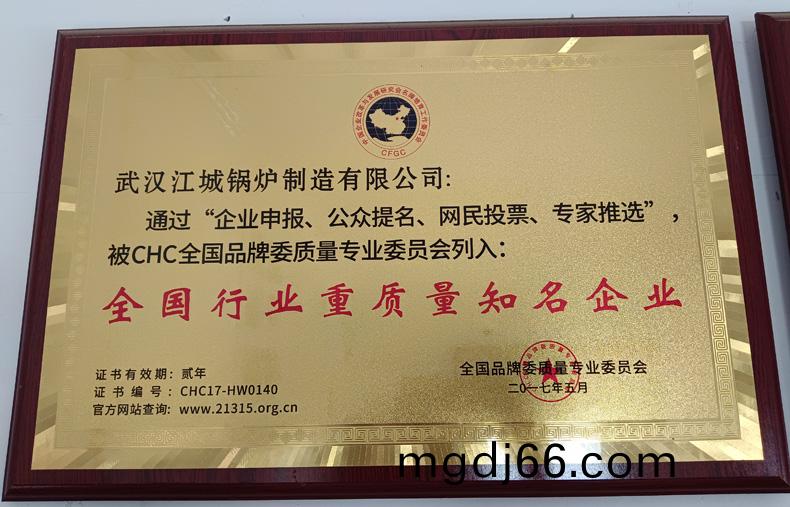 CFGC
武汉江城锅炉制造有限公司:
通过“企业申报、公众提名、网民投票、专家推选”，
被CHC全国品牌委质量专业委员会列入：
全国行业重质量知名企业
证书有效期：贰年
证书编号：CHC17-HW0140
官方网站查询：www.21315.org.cn
全国品牌委质量专业委员会
二〇一七年五月
mgdj66.com